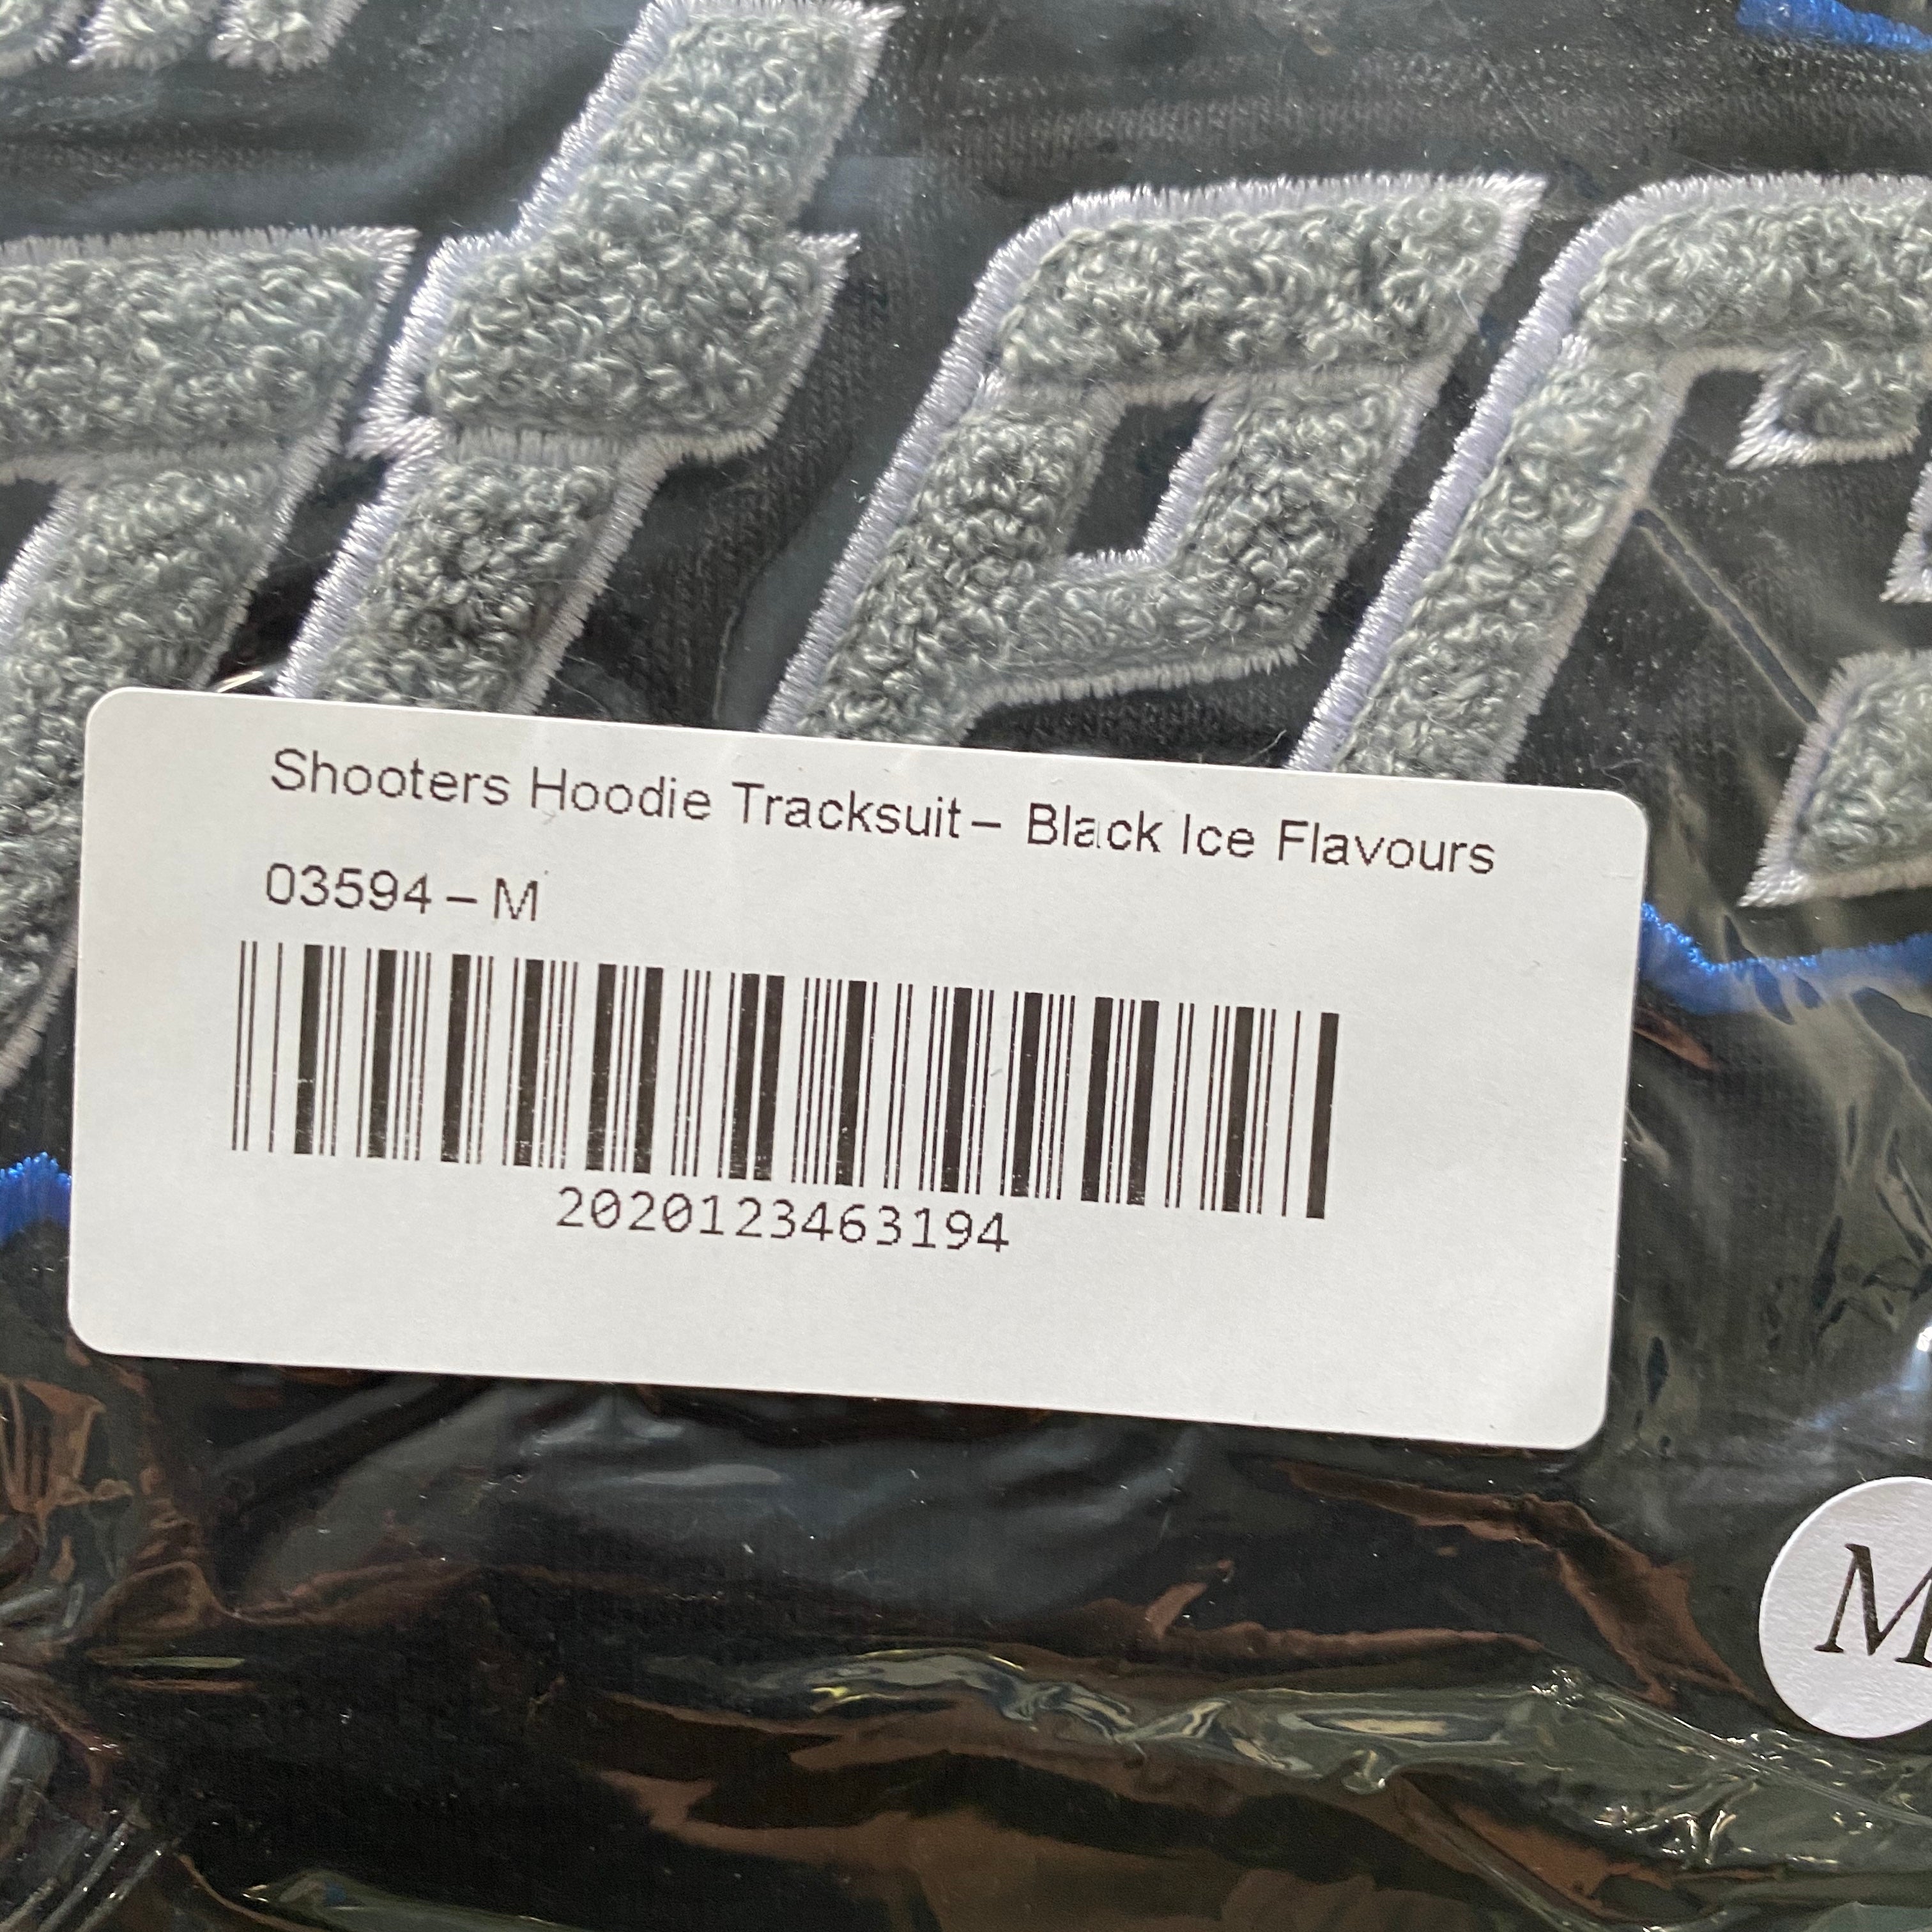 Shooters Hoodie Tracksuit– Black Ice Flavours
03594–M
2020123463194
M